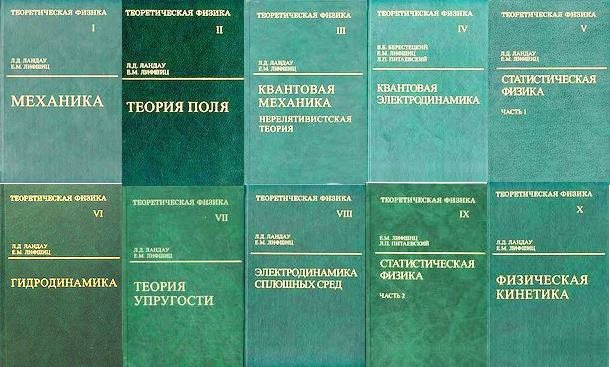 ТЕОРЕТИЧЕСКАЯ ФИЗИКА
I
Л.Д. ЛАНДАУ
Е.М. ЛИФШИЦ
МЕХАНИКА
ТЕОРЕТИЧЕСКАЯ ФИЗИКА
II
Л.Д. ЛАНДАУ
Е.М. ЛИФШИЦ
ТЕОРИЯ ПОЛЯ
ТЕОРЕТИЧЕСКАЯ ФИЗИКА
III
Л.Д. ЛАНДАУ
Е.М. ЛИФШИЦ
КВАНТОВАЯ
МЕХАНИКА
НЕРЕЛЯТИВИСТСКАЯ
ТЕОРИЯ
ТЕОРЕТИЧЕСКАЯ ФИЗИКА
IV
В.Б. БЕРЕСТЕЦКИЙ
Е.М. ЛИФШИЦ
Л.П. ПИТАЕВСКИЙ
КВАНТОВАЯ
ЭЛЕКТРОДИНАМИКА
ТЕОРЕТИЧЕСКАЯ ФИЗИКА
V
Л.Д. ЛАНДАУ
Е.М. ЛИФШИЦ
СТАТИСТИЧЕСКАЯ
ФИЗИКА
ЧАСТЬ 1
ТЕОРЕТИЧЕСКАЯ ФИЗИКА
VI
Л.Д. ЛАНДАУ
Е.М. ЛИФШИЦ
ГИДРОДИНАМИКА
ТЕОРЕТИЧЕСКАЯ ФИЗИКА
VII
Л.Д. ЛАНДАУ
Е.М. ЛИФШИЦ
ТЕОРИЯ
УПРУГОСТИ
ТЕОРЕТИЧЕСКАЯ ФИЗИКА
VIII
Л.Д. ЛАНДАУ
Е.М. ЛИФШИЦ
ЭЛЕКТРОДИНАМИКА
СПЛОШНЫХ СРЕД
ТЕОРЕТИЧЕСКАЯ ФИЗИКА
IX
Е.М. ЛИФШИЦ
Л.П. ПИТАЕВСКИЙ
СТАТИСТИЧЕСКАЯ
ФИЗИКА
ЧАСТЬ 2
ТЕОРЕТИЧЕСКАЯ ФИЗИКА
X
Л.Д. ЛАНДАУ
Е.М. ЛИФШИЦ
ФИЗИЧЕСКАЯ
КИНЕТИКА